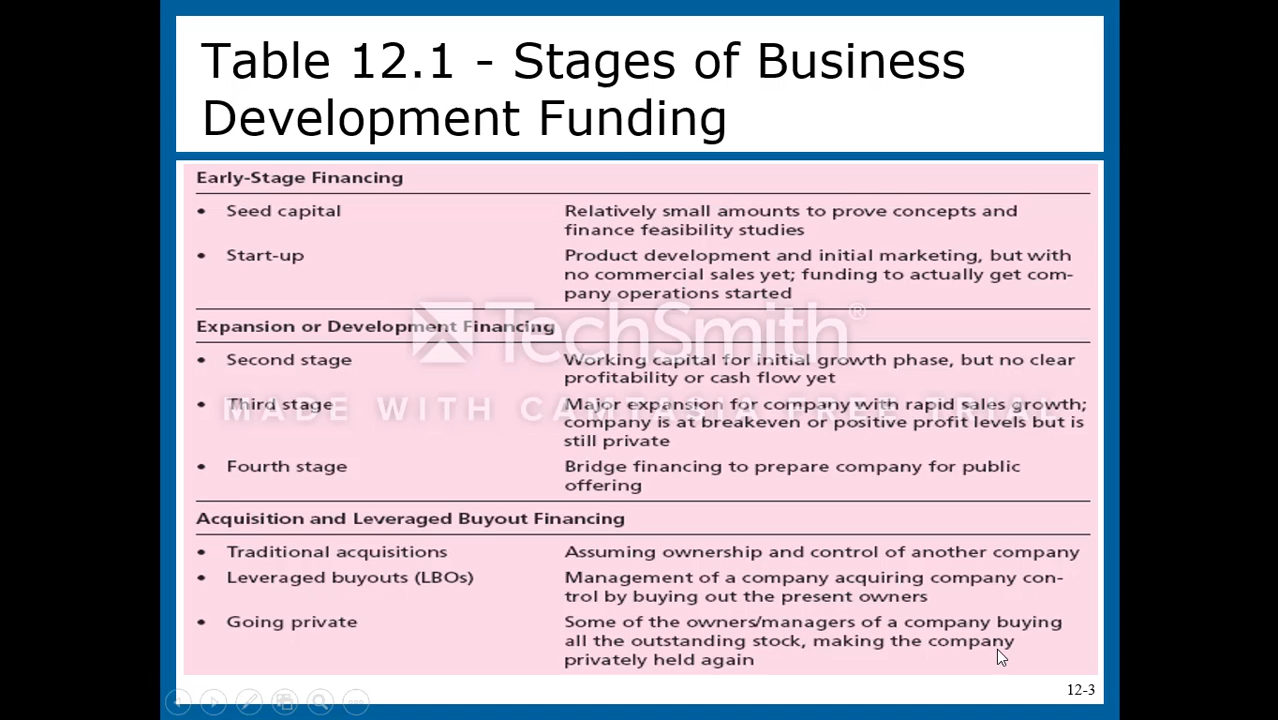 Table 12.1 - Stages of Business
Development Funding
Early-Stage Financing
• Seed capital
Relatively small amounts to prove concepts and
finance feasibility studies
• Start-up
Product development and initial marketing, but with
no commercial sales yet; funding to actually get com-
pany operations started
Expansion or Development Financing
• Second stage
Working capital for initial growth phase, but no clear
profitability or cash flow yet
• Third stage
Major expansion for company with rapid sales growth;
company is at breakeven or positive profit levels but is
still private
• Fourth stage
Bridge financing to prepare company for public
offering
Acquisition and Leveraged Buyout Financing
• Traditional acquisitions
Assuming ownership and control of another company
• Leveraged buyouts (LBOs)
Management of a company acquiring company con-
trol by buying out the present owners
• Going private
Some of the owners/managers of a company buying
all the outstanding stock, making the company
privately held again
12-3
TechSmith®
MADE WITH CAMTASIA FREE TRIAL